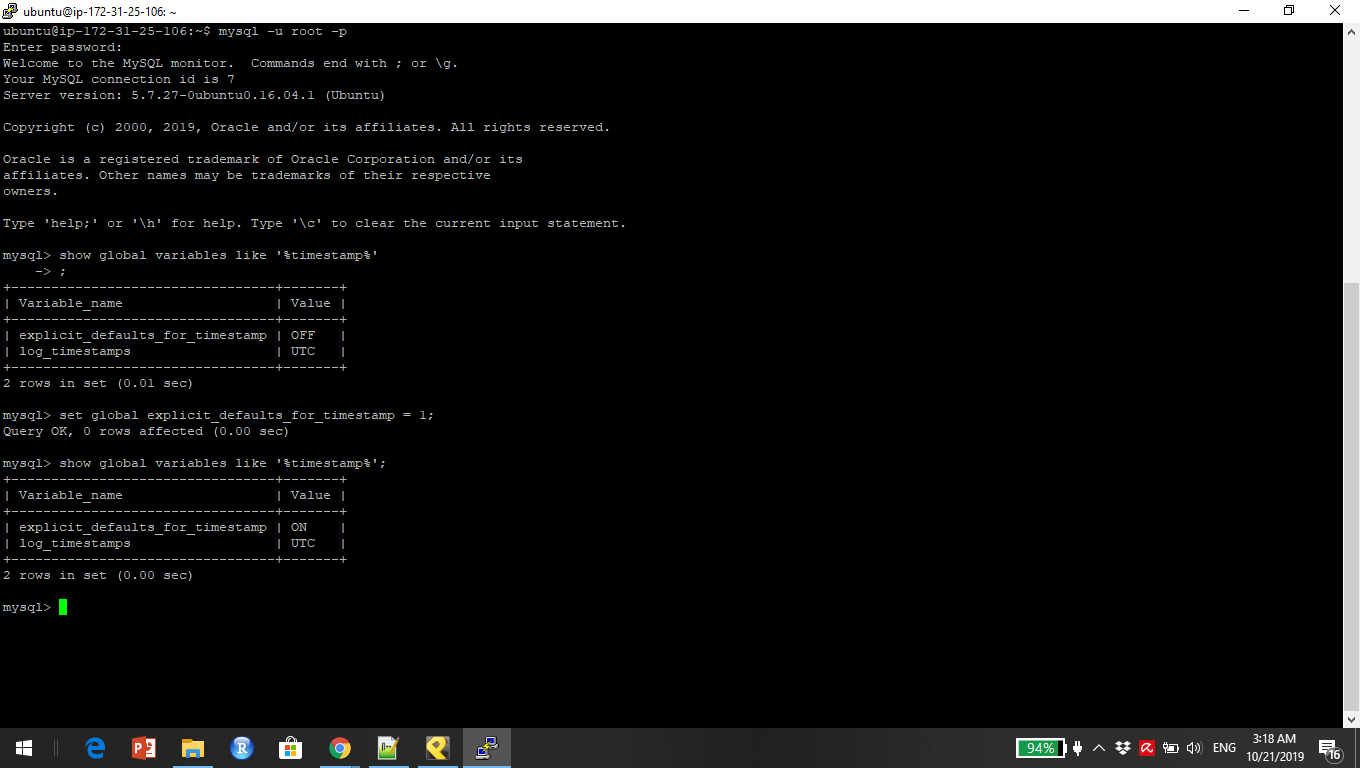 ubuntu@ip-172-31-25-106: ~
ubuntu@ip-172-31-25-106:~$ mysql -u root -p
Enter password:
Welcome to the MySQL monitor.  Commands end with ; or \g.
Your MySQL connection id is 7
Server version: 5.7.27-0ubuntu0.16.04.1 (Ubuntu)
Copyright (c) 2000, 2019, Oracle and/or its affiliates. All rights reserved.
Oracle is a registered trademark of Oracle Corporation and/or its
affiliates. Other names may be trademarks of their respective
owners.
Type 'help;' or '\h' for help. Type '\c' to clear the current input statement.
mysql> show global variables like '%timestamp%'
    -> ;
+---------------------------------+-------+
| Variable_name                   | Value |
+---------------------------------+-------+
| explicit_defaults_for_timestamp | OFF   |
| log_timestamps                  | UTC   |
+---------------------------------+-------+
2 rows in set (0.01 sec)
mysql> set global explicit_defaults_for_timestamp = 1;
Query OK, 0 rows affected (0.00 sec)
mysql> show global variables like '%timestamp%';
+---------------------------------+-------+
| Variable_name                   | Value |
+---------------------------------+-------+
| explicit_defaults_for_timestamp | ON    |
| log_timestamps                  | UTC   |
+---------------------------------+-------+
2 rows in set (0.00 sec)
mysql>
94% ENG 3:18 AM
10/21/2019 16